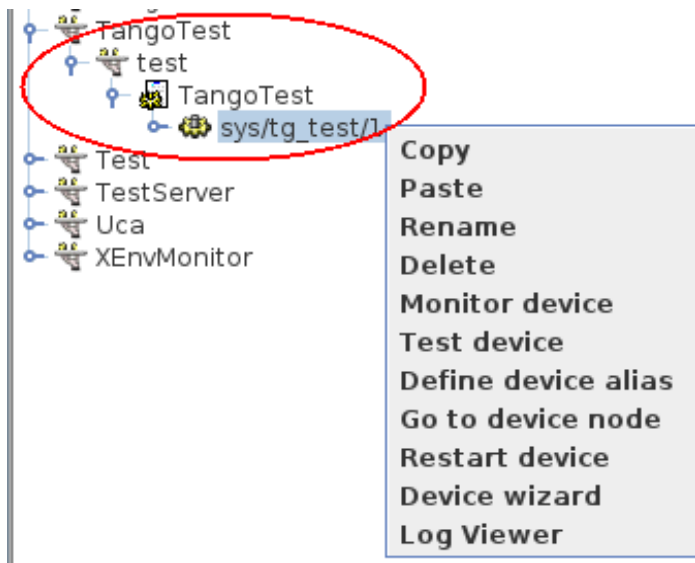 TangoTest
test
TangoTest
sys/tg_test/1
Test
TestServer
Uca
XEnvMonitor
Copy
Paste
Rename
Delete
Monitor device
Test device
Define device alias
Go to device node
Restart device
Device wizard
Log Viewer